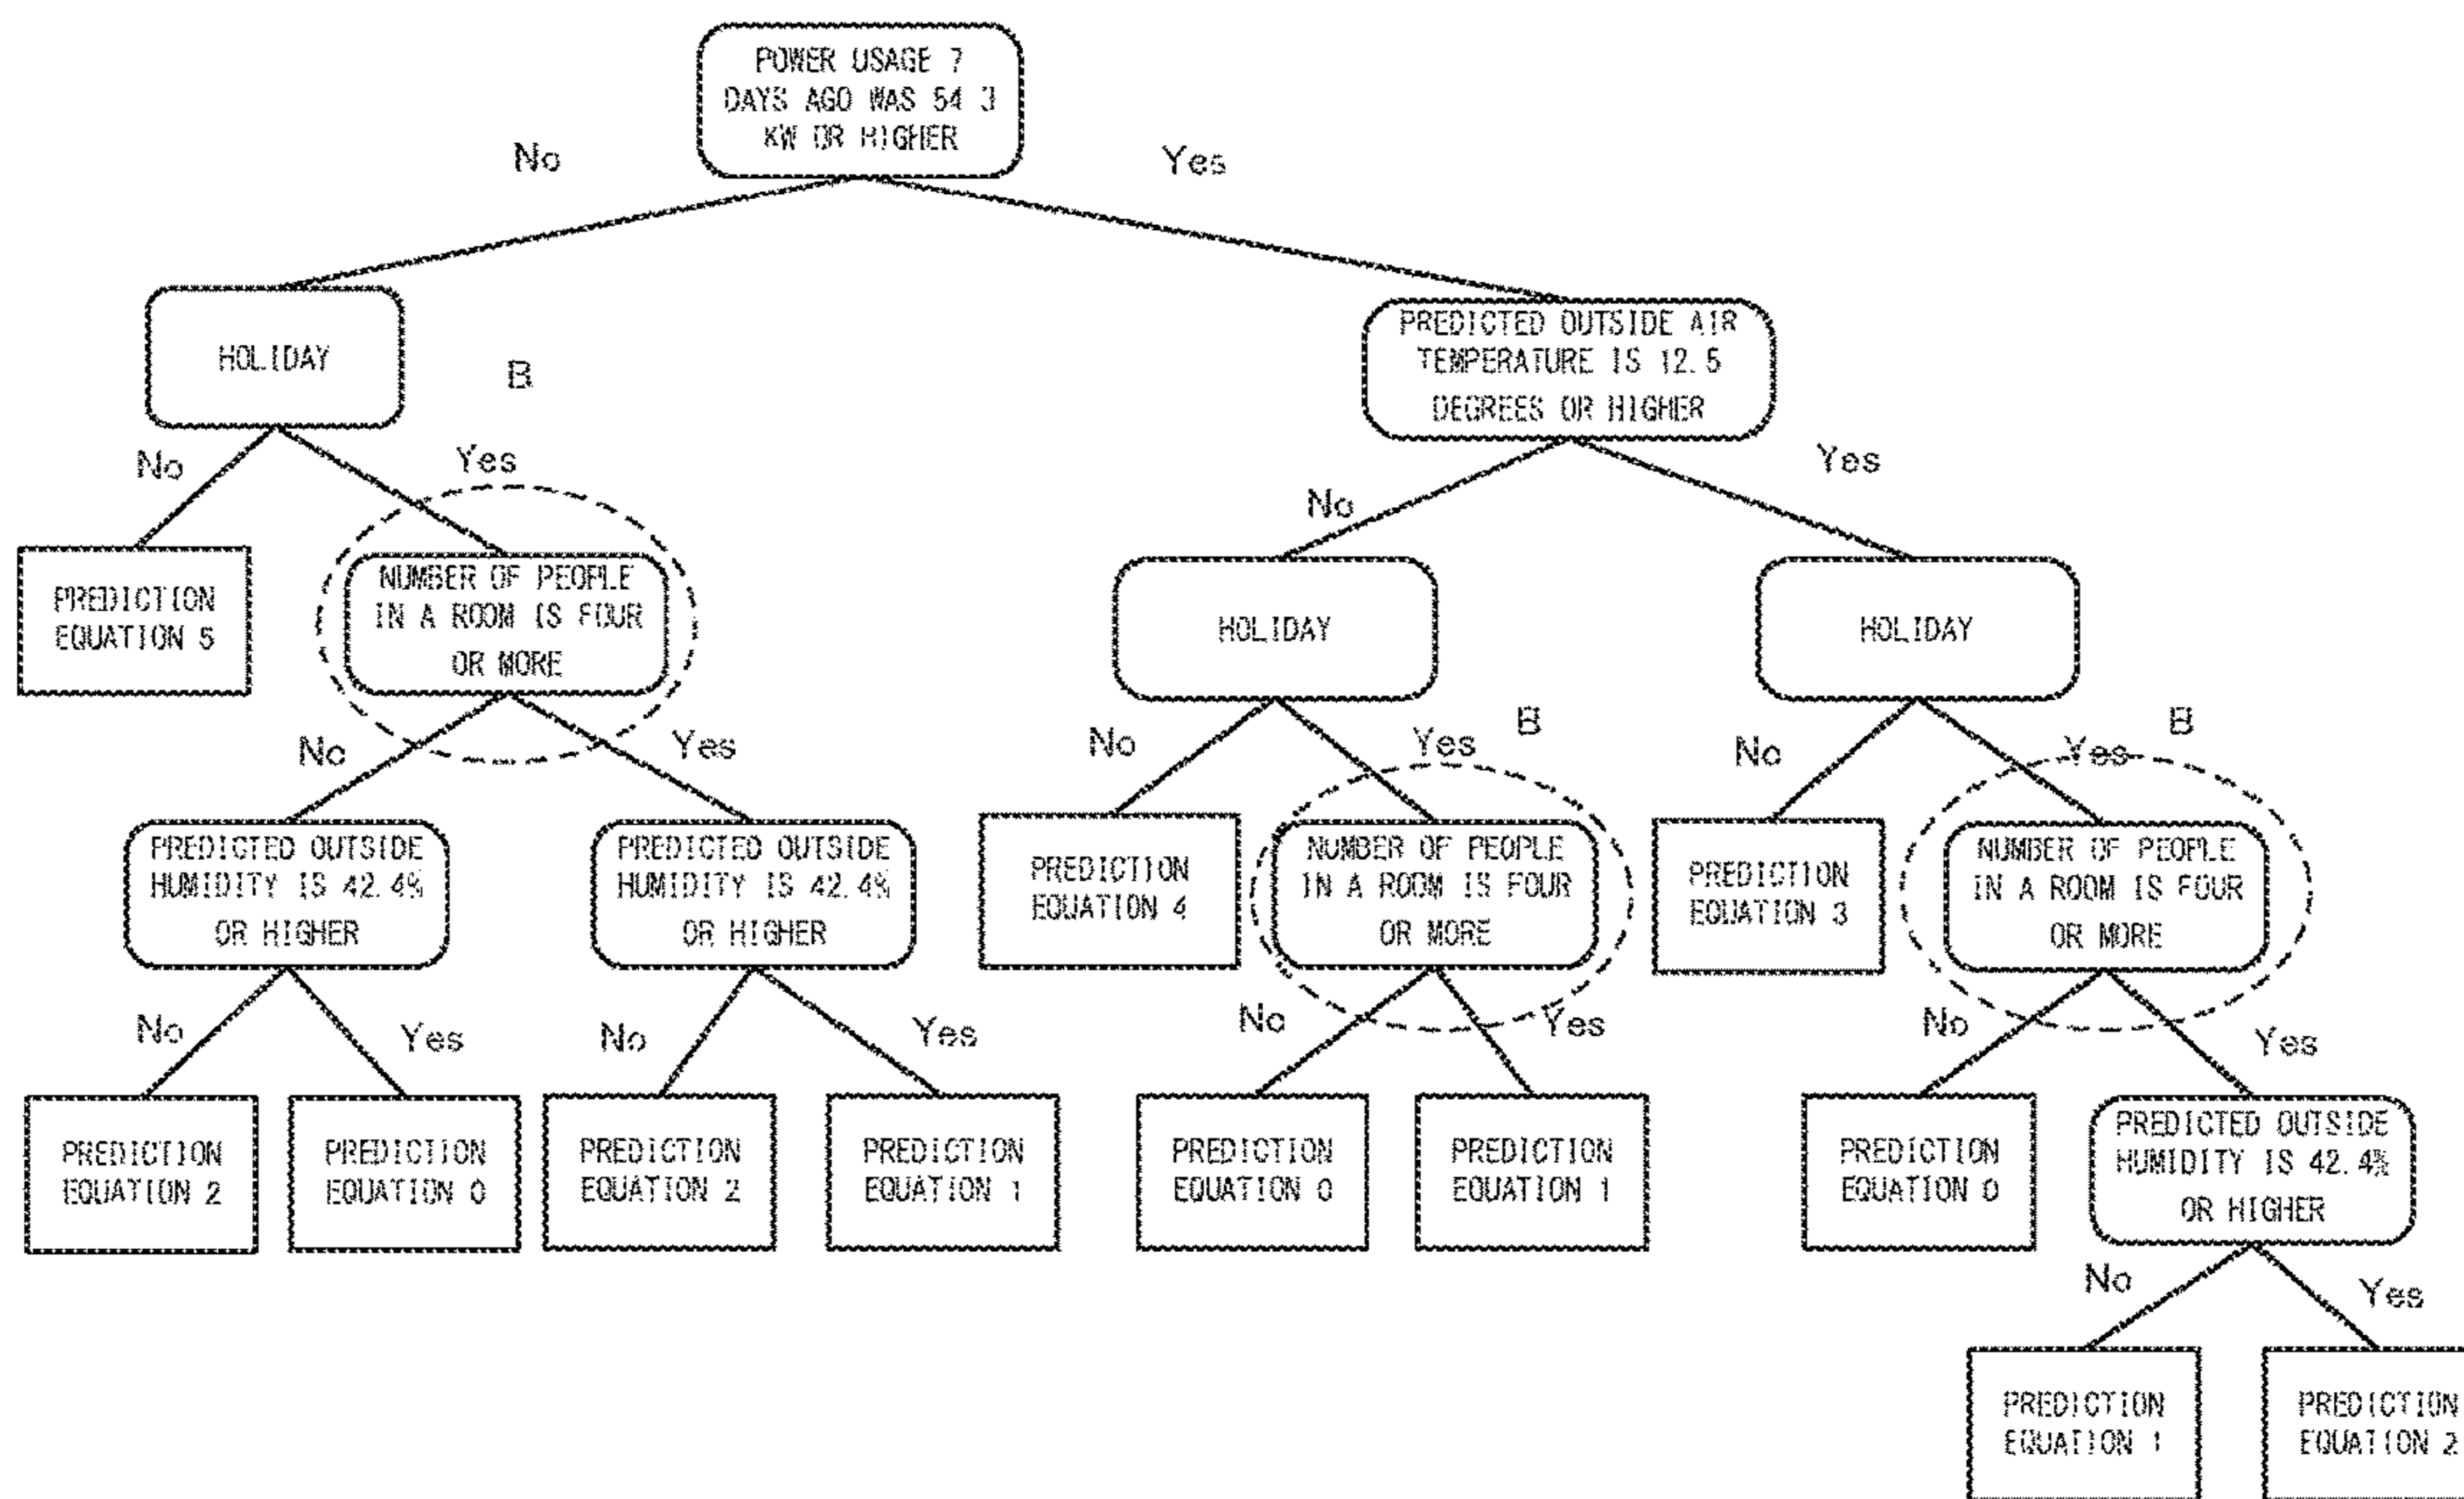 POWER USAGE 7
DAYS AGO WAS 54 3
KW OR HIGHER
No
Yes
HOLIDAY
B
PREDICTED OUTSIDE AIR
TEMPERATURE IS 12.5
DEGREES OR HIGHER
No
Yes
No
Yes
PREDICTION
EQUATION 5
NUMBER OF PEOPLE
IN A ROOM IS FOUR
OR MORE
HOLIDAY
HOLIDAY
No
Yes
No
Yes
B
No
Yes
B
PREDICTED OUTSIDE
HUMIDITY IS 42.4%
OR HIGHER
PREDICTED OUTSIDE
HUMIDITY IS 42.4%
OR HIGHER
PREDICTION
EQUATION 4
NUMBER OF PEOPLE
IN A ROOM IS FOUR
OR MORE
PREDICTION
EQUATION 3
NUMBER OF PEOPLE
IN A ROOM IS FOUR
OR MORE
No
Yes
No
Yes
No
Yes
No
Yes
PREDICTION
EQUATION 2
PREDICTION
EQUATION 0
PREDICTION
EQUATION 2
PREDICTION
EQUATION 1
PREDICTION
EQUATION 0
PREDICTION
EQUATION 1
PREDICTION
EQUATION 0
PREDICTED OUTSIDE
HUMIDITY IS 42.4%
OR HIGHER
No
Yes
PREDICTION
EQUATION 1
PREDICTION
EQUATION 2